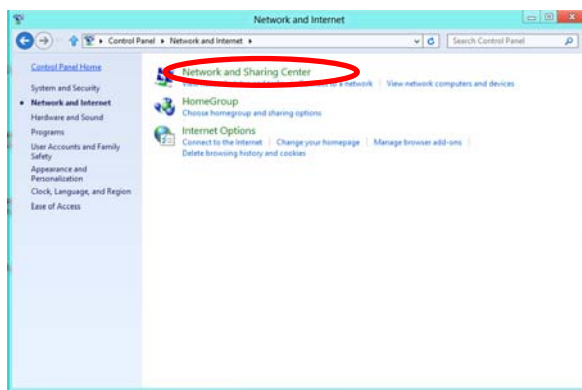 Network and Internet
Control Panel ▸ Network and Internet ▸
Search Control Panel
Control Panel Home
System and Security
Network and Internet
Hardware and Sound
Programs
User Accounts and Family
Safety
Appearance and
Personalization
Clock, Language, and Region
Ease of Access
Network and Sharing Center
to a network | View network computers and devices
HomeGroup
Choose homegroup and sharing options
Internet Options
Connect to the Internet | Change your homepage | Manage browser add-ons |
Delete browsing history and cookies